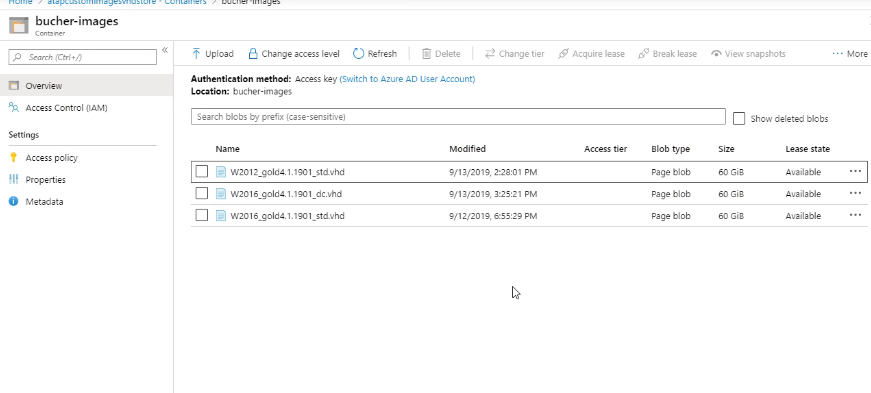 Home > atapcustomimagesvhdstore - Containers > bucher-images
bucher-images
Container
Search (Ctrl+/)
«
Overview
Access Control (IAM)
Settings
Access policy
Properties
Metadata
Upload Change access level Refresh Delete Change tier Acquire lease Break lease View snapshots ··· More
Authentication method: Access key (Switch to Azure AD User Account)
Location: bucher-images
Search blobs by prefix (case-sensitive) Show deleted blobs
Name Modified Access tier Blob type Size Lease state
W2012_gold4.1.1901_std.vhd 9/13/2019, 2:28:01 PM Page blob 60 GiB Available ···
W2016_gold4.1.1901_dc.vhd 9/13/2019, 3:25:21 PM Page blob 60 GiB Available ···
W2016_gold4.1.1901_std.vhd 9/12/2019, 6:55:29 PM Page blob 60 GiB Available ···